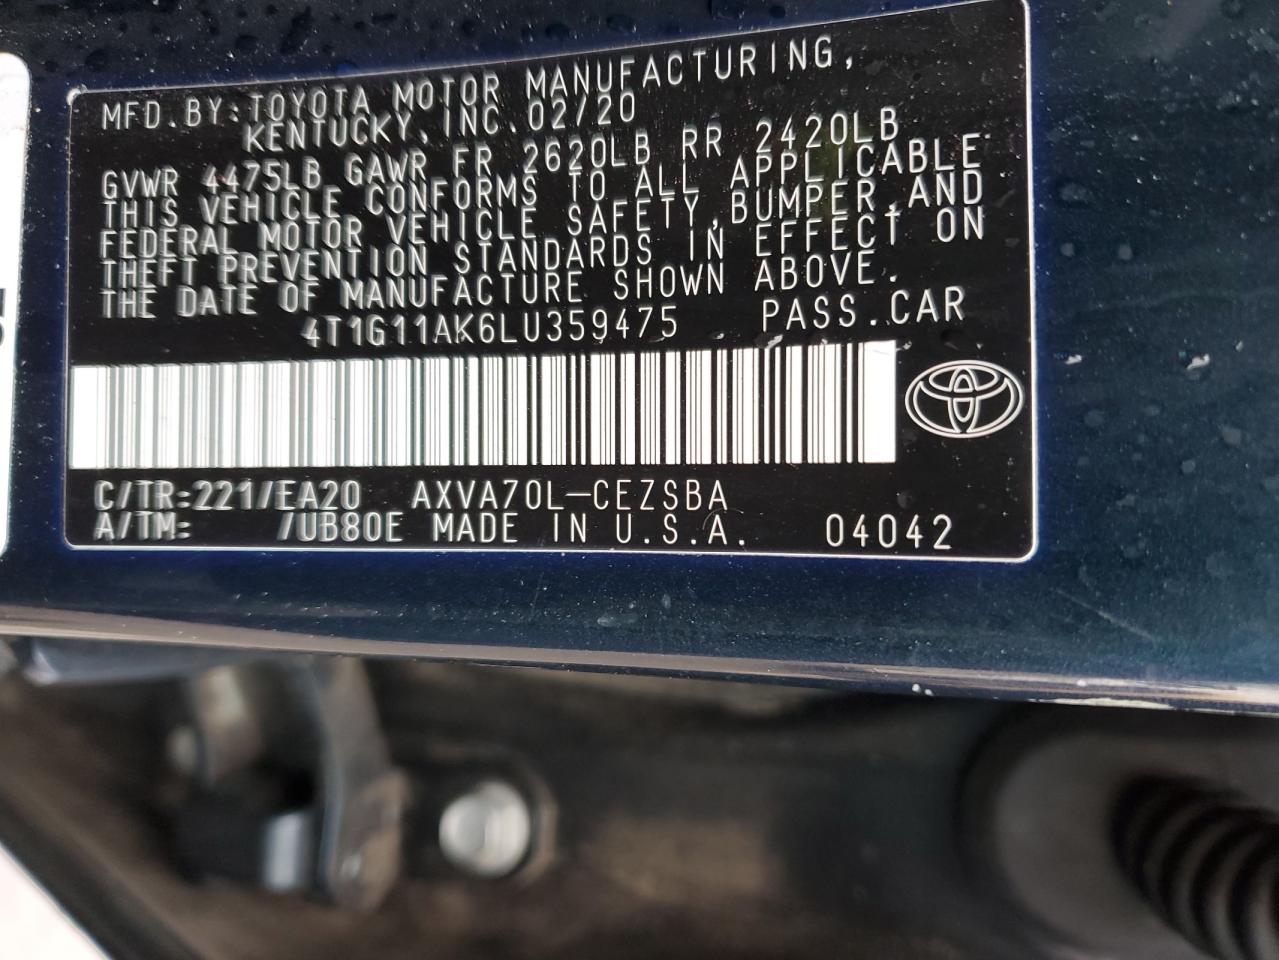 MFD.BY:TOYOTA MOTOR MANUFACTURING,
KENTUCKY,INC.02/20
GVWR 4475LB GAWR FR 2620LB RR 2420LB
THIS VEHICLE CONFORMS TO ALL APPLICABLE
FEDERAL MOTOR VEHICLE SAFETY,BUMPER,AND
THEFT PREVENTION STANDARDS IN EFFECT ON
THE DATE OF MANUFACTURE SHOWN ABOVE.
4T1G11AK6LU359475 PASS.CAR
C/TR:221/EA20 AXVA70L-CEZSBA
A/TM: /UB80E MADE IN U.S.A. 04042